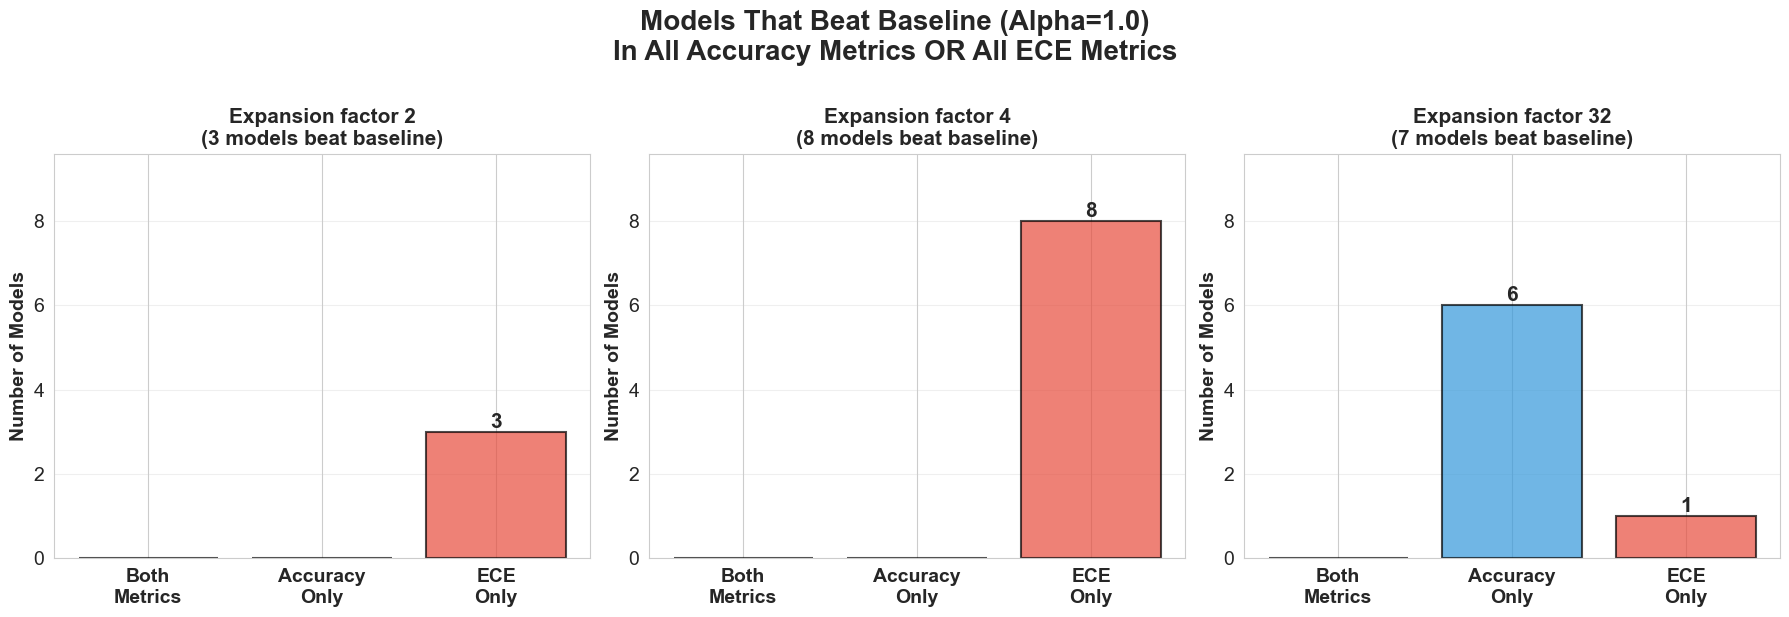 Models That Beat Baseline (Alpha=1.0)
In All Accuracy Metrics OR All ECE Metrics
Expansion factor 2
(3 models beat baseline)
Number of Models
8
6
4
2
0
3
Both
Metrics
Accuracy
Only
ECE
Only
Expansion factor 4
(8 models beat baseline)
Number of Models
8
6
4
2
0
8
Both
Metrics
Accuracy
Only
ECE
Only
Expansion factor 32
(7 models beat baseline)
Number of Models
8
6
4
2
0
6
1
Both
Metrics
Accuracy
Only
ECE
Only